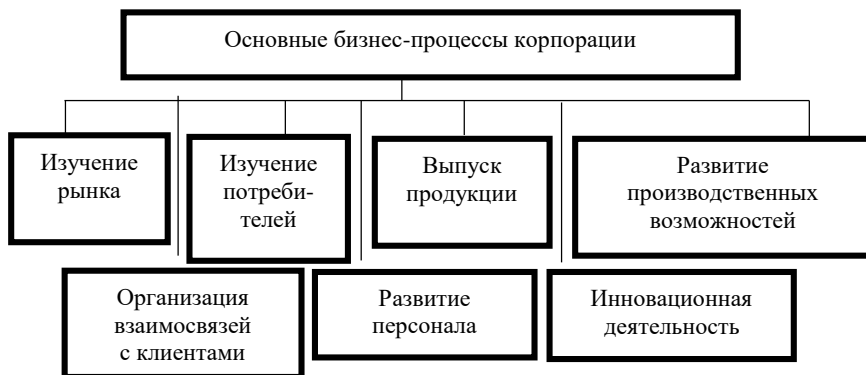 Основные бизнес-процессы корпорации
Изучение
рынка
Изучение
потреби-
телей
Выпуск
продукции
Развитие
производственных
возможностей
Организация
взаимосвязей
с клиентами
Развитие
персонала
Инновационная
деятельность